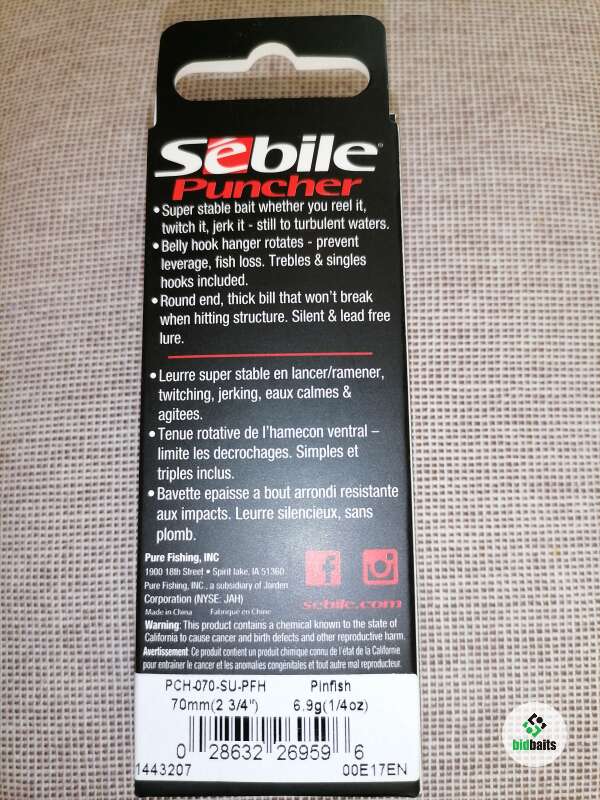 Sébile®
Puncher
• Super stable bait whether you reel it,
twitch it, jerk it - still to turbulent waters.
• Belly hook hanger rotates - prevent
leverage, fish loss. Trebles & singles
hooks included.
• Round end, thick bill that won't break
when hitting structure. Silent & lead free
lure.
• Leurre super stable en lancer/ramener,
twitching, jerking, eaux calmes &
agitees.
• Tenue rotative de l'hamecon ventral –
limite les decrochages. Simples et
triples inclus.
• Bavette epaisse a bout arrondi resistante
aux impacts. Leurre silencieux, sans
plomb.
Pure Fishing, INC
1900 18th Street • Spirit lake, IA 51360
Pure Fishing, INC., a subsidiary of Jorden
Corporation (NYSE: JAH)
Made in China Fabrique en Chine
sebile.com
Warning: This product contains a chemical known to the state of
California to cause cancer and birth defects and other reproductive harm.
Avertissement: Ce produit contient un produit chimique connu de l'état de la Californie
pour entrainer le cancer et les anomalies congénitales et tout autre mal reproducteur.
PCH-070-SU-PFH Pinfish
70mm(2 3/4") 6.9g(1/4oz)
0 28632 26959 6
1443207 00E17EN
bidbaits